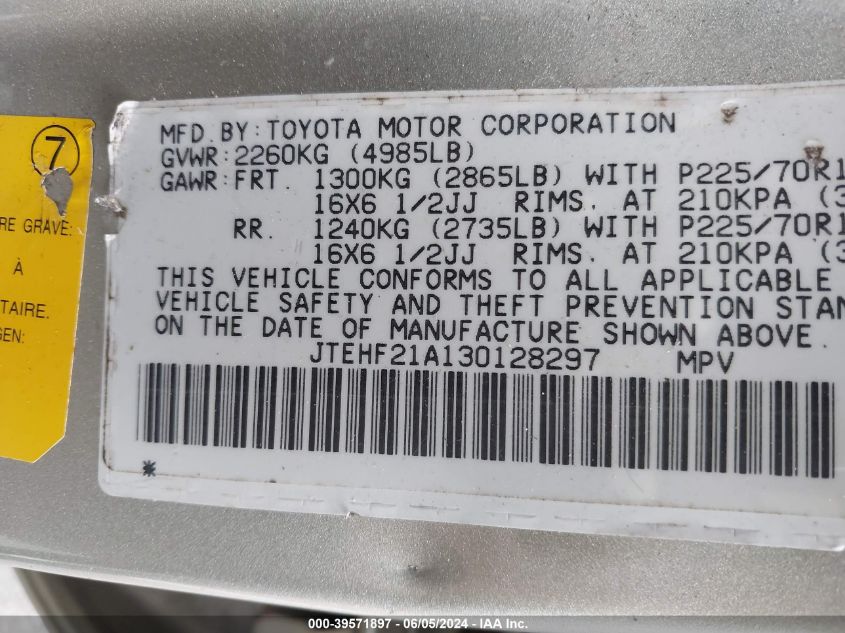 7
RE GRAVE:
À
TAIRE.
GEN:
MFD. BY: TOYOTA MOTOR CORPORATION
GVWR: 2260KG (4985LB)
GAWR: FRT. 1300KG (2865LB) WITH P225/70R1
16X6 1/2JJ RIMS. AT 210KPA (3
RR. 1240KG (2735LB) WITH P225/70R1
16X6 1/2JJ RIMS. AT 210KPA (3
THIS VEHICLE CONFORMS TO ALL APPLICABLE
VEHICLE SAFETY AND THEFT PREVENTION STAN
ON THE DATE OF MANUFACTURE SHOWN ABOVE.
JTEHF21A130128297 MPV
*
000-39571897 - 06/05/2024 - IAA Inc.